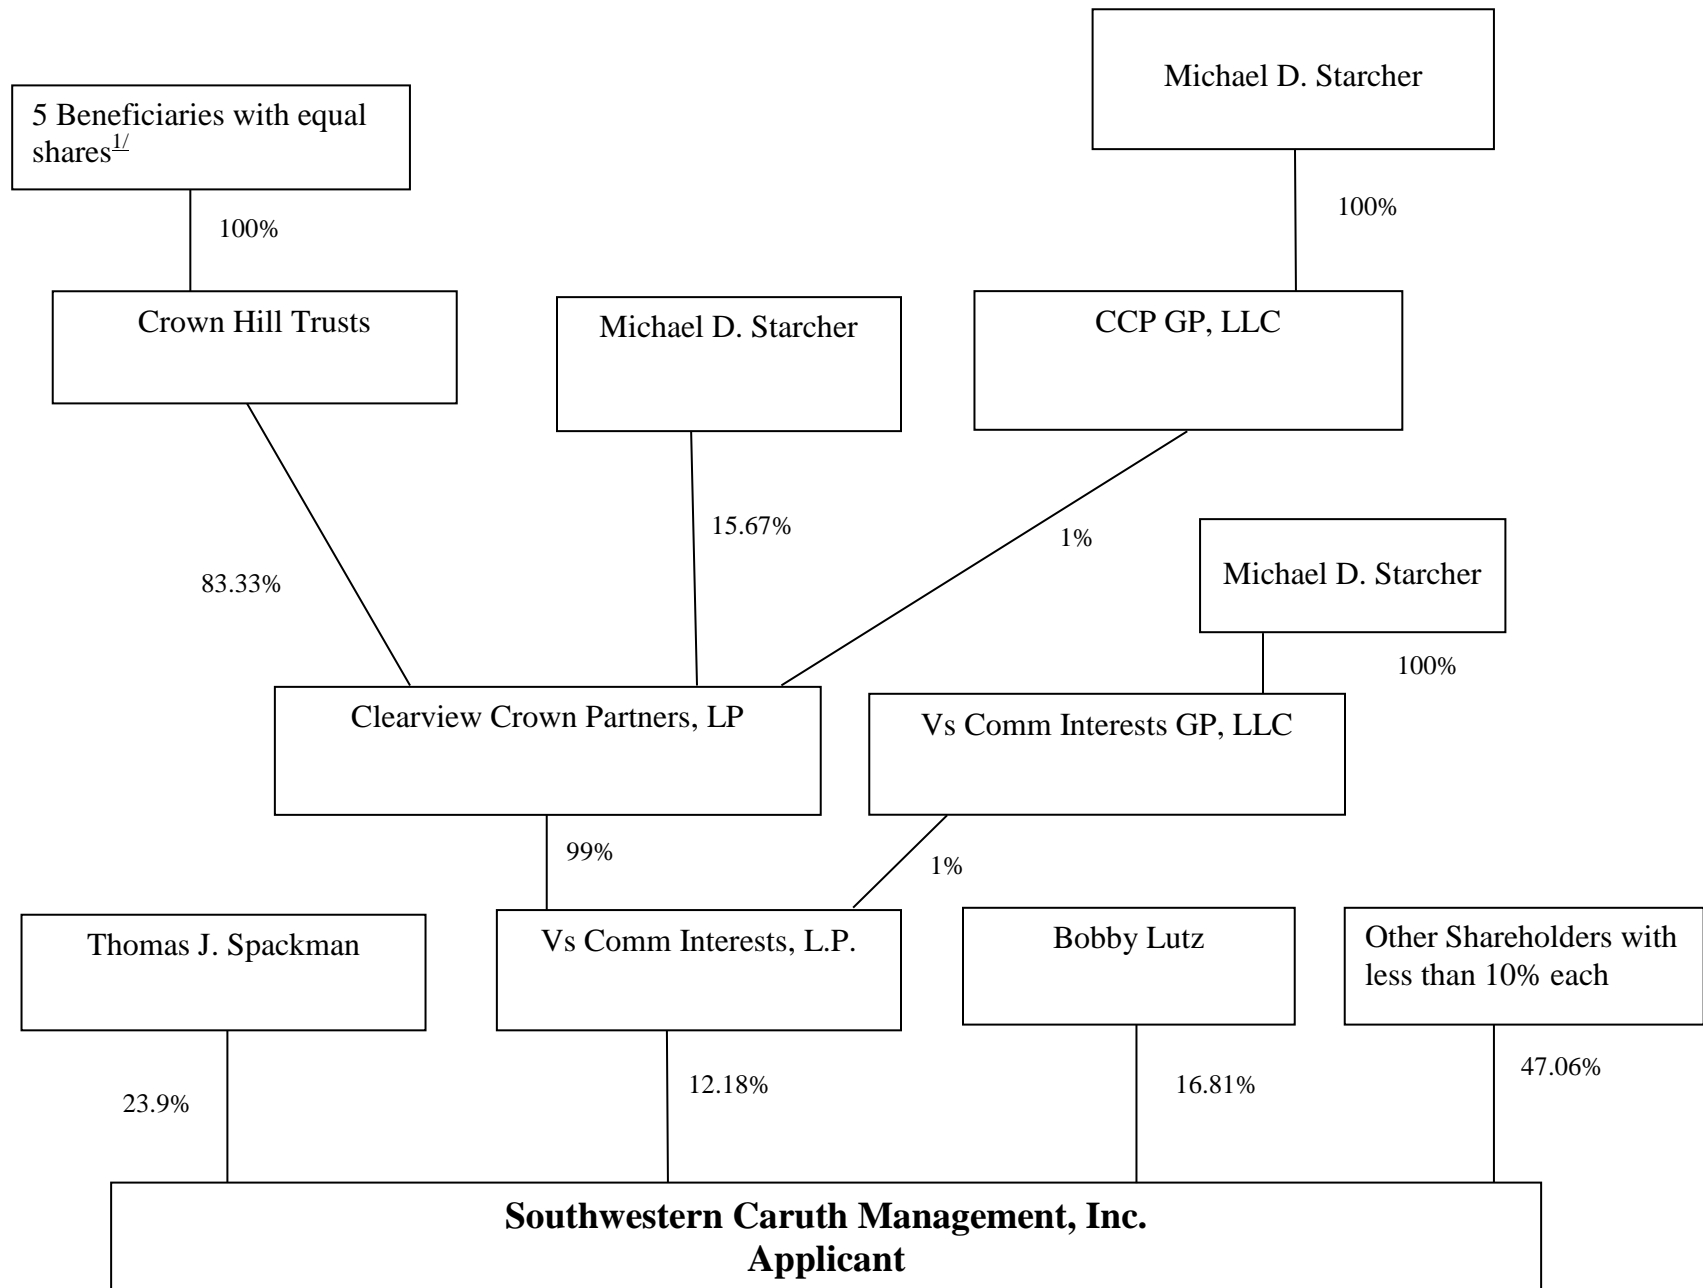 Michael D. Starcher
5 Beneficiaries with equal
shares1/
100%
100%
Crown Hill Trusts
Michael D. Starcher
CCP GP, LLC
15.67%
1%
83.33%
Michael D. Starcher
100%
Clearview Crown Partners, LP
Vs Comm Interests GP, LLC
99%
1%
Thomas J. Spackman
Vs Comm Interests, L.P.
Bobby Lutz
Other Shareholders with
less than 10% each
23.9%
12.18%
16.81%
47.06%
Southwestern Caruth Management, Inc.
Applicant